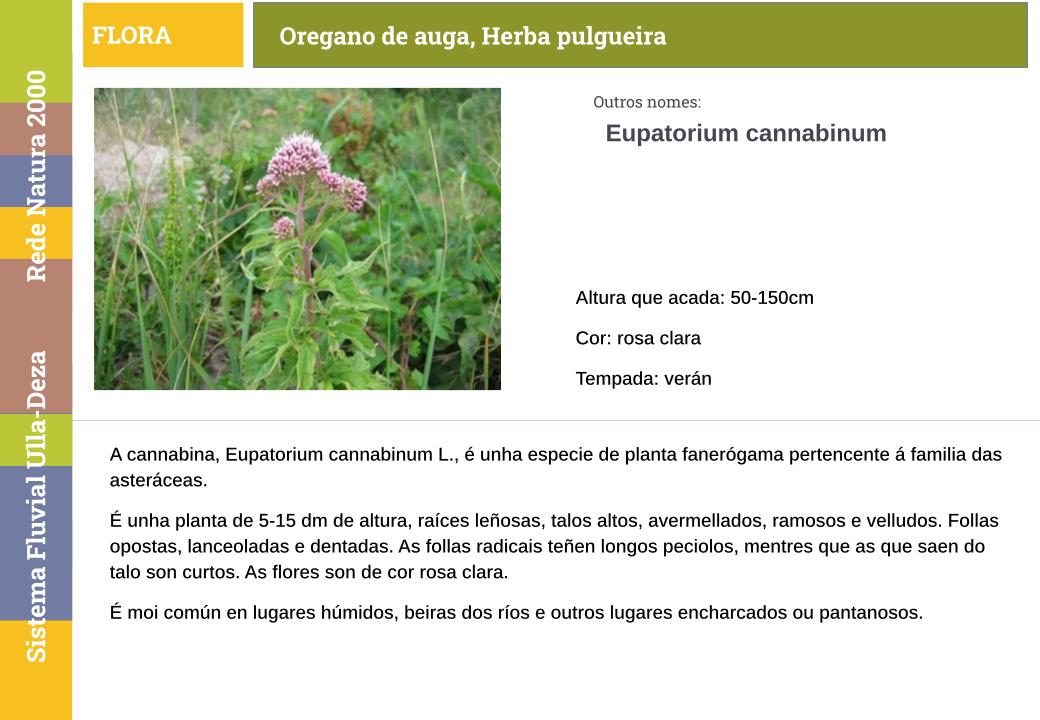 FLORA
Oregano de auga, Herba pulgueira
Outros nomes:
Eupatorium cannabinum
Altura que acada: 50-150cm
Cor: rosa clara
Tempada: verán
A cannabina, Eupatorium cannabinum L., é unha especie de planta fanerógama pertencente á familia das
asteráceas.
É unha planta de 5-15 dm de altura, raíces leñosas, talos altos, avermellados, ramosos e velludos. Follas
opostas, lanceoladas e dentadas. As follas radicais teñen longos peciolos, mentres que as que saen do
talo son curtos. As flores son de cor rosa clara.
É moi común en lugares húmidos, beiras dos ríos e outros lugares encharcados ou pantanosos.
Sistema Fluvial Ulla-Deza Rede Natura 2000